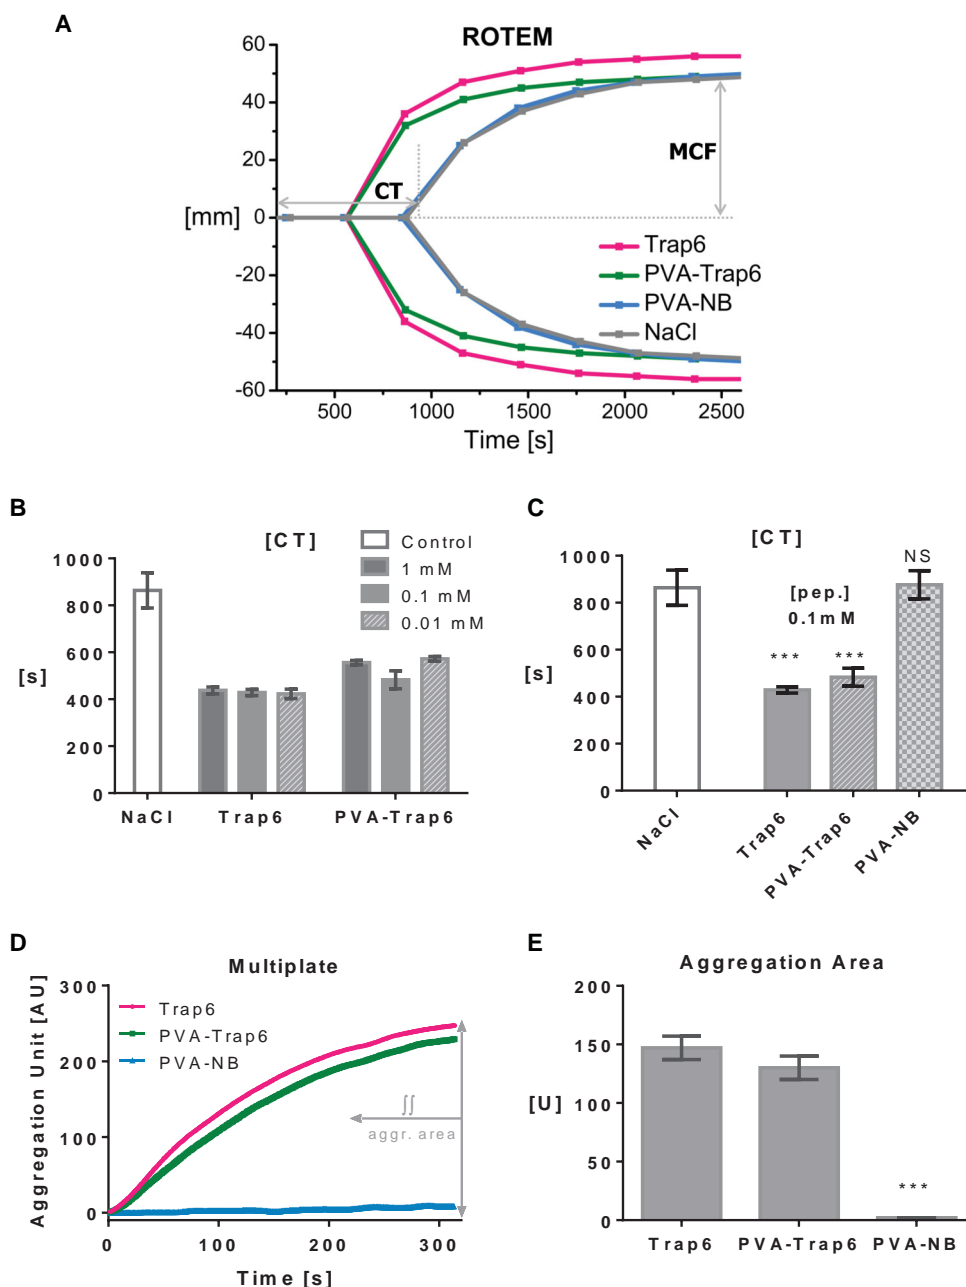 A
ROTEM
60
40
20
[mm] 0
-20
-40
-60
CT
MCF
Trap6
PVA-Trap6
PVA-NB
NaCl
500 1000 1500 2000 2500
Time [s]
B
[CT]
Control
1 mM
0.1 mM
0.01 mM
1000
800
600
[s]
400
200
0
NaCl Trap6 PVA-Trap6
C
[CT]
NS
[pep.]
0.1mM
*** ***
1000
800
600
[s]
400
200
0
NaCl Trap6 PVA-Trap6 PVA-NB
D
Multiplate
Trap6
PVA-Trap6
PVA-NB
Aggregation Unit [AU]
300
200
100
0
∫∫
aggr. area
0 100 200 300
Time [s]
E
Aggregation Area
200
150
[U] 100
50
0
***
Trap6 PVA-Trap6 PVA-NB